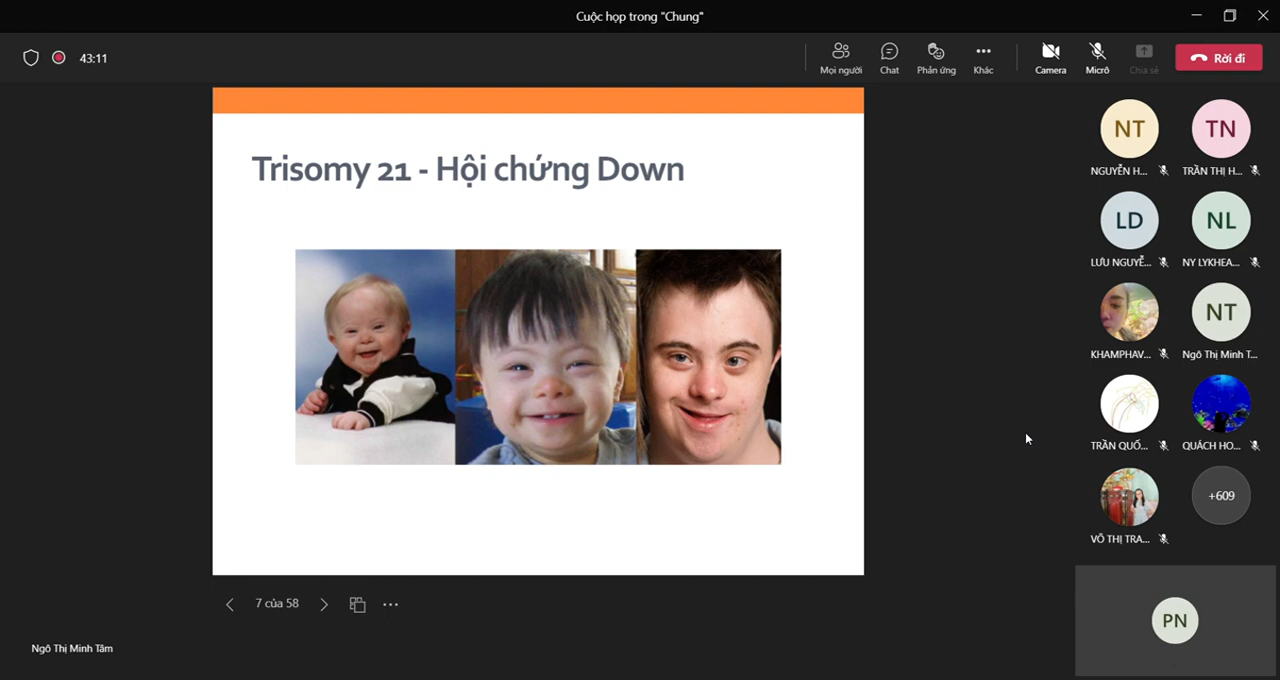 Cuộc họp trong "Chung"
43:11
Mọi người
Chat
Phản ứng
Khác
Camera
Micrô
Chia sẻ
Rời đi
Trisomy 21 - Hội chứng Down
NT
TN
NGUYỄN H...
TRẦN THỊ H...
LD
NL
LƯU NGUYỄ...
NY LYKHEA...
NT
KHAMPHAV...
Ngô Thị Minh T...
TRẦN QUỐ...
QUÁCH HO...
+609
VÕ THỊ TRA...
PN
7 của 58
Ngô Thị Minh Tâm